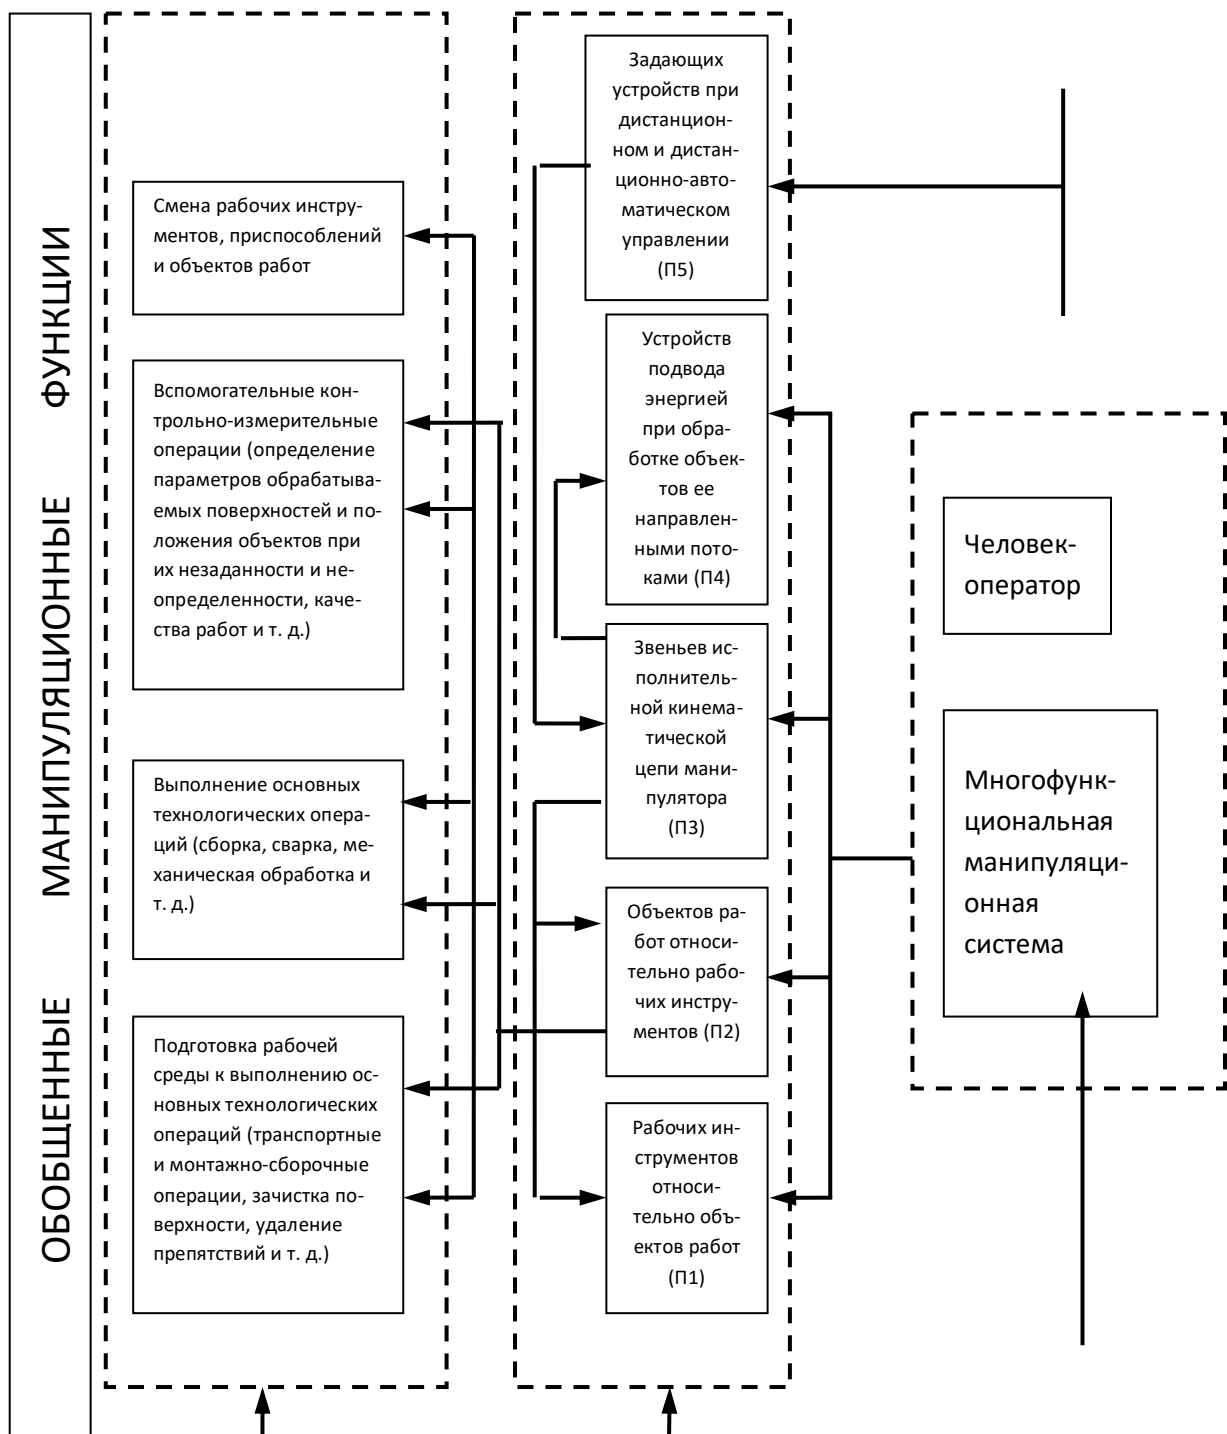 ОБОБЩЕННЫЕ МАНИПУЛЯЦИОННЫЕ ФУНКЦИИ
Смена рабочих инстру-
ментов, приспособлений
и объектов работ
Вспомогательные кон-
трольно-измерительные
операции (определение
параметров обрабатыва-
емых поверхностей и по-
ложения объектов при
их незаданности и не-
определенности, каче-
ства работ и т. д.)
Выполнение основных
технологических опера-
ций (сборка, сварка, ме-
ханическая обработка и
т. д.)
Подготовка рабочей
среды к выполнению ос-
новных технологических
операций (транспортные
и монтажно-сборочные
операции, зачистка по-
верхности, удаление
препятствий и т. д.)
Задающих
устройств при
дистанцион-
ном и дистан-
ционно-авто-
матическом
управлении
(П5)
Устройств
подвода
энергией
при обра-
ботке объек-
тов ее
направлен-
ными пото-
ками (П4)
Звеньев ис-
полнитель-
ной кинема-
тической
цепи мани-
пулятора
(П3)
Объектов ра-
бот относи-
тельно рабо-
чих инстру-
ментов (П2)
Рабочих ин-
струментов
относи-
тельно объ-
ектов работ
(П1)
Человек-
оператор
Многофунк-
циональная
манипуляци-
онная
система